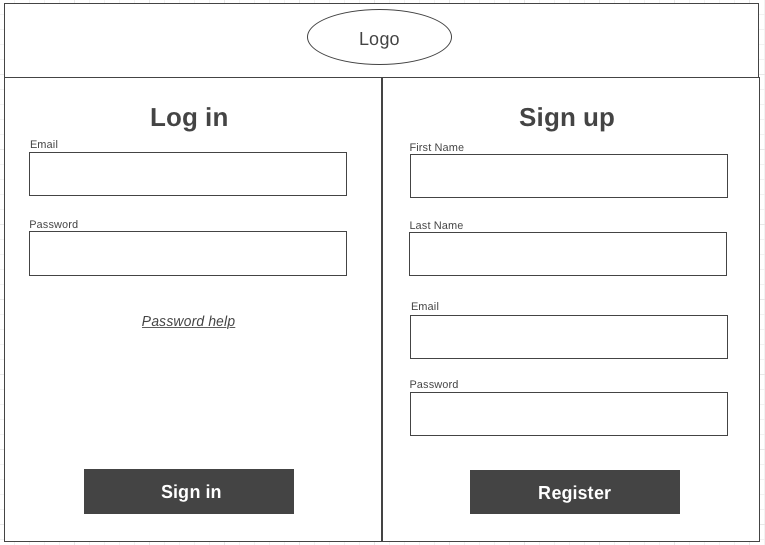 Logo
Log in
Email
Password
Password help
Sign in
Sign up
First Name
Last Name
Email
Password
Register